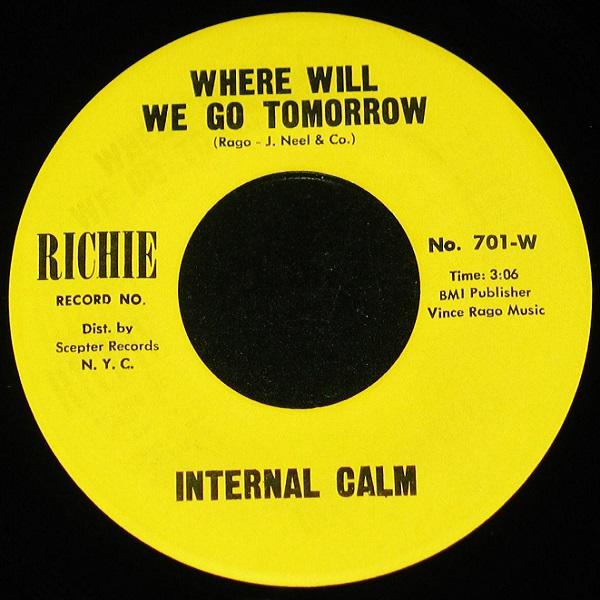 WHERE WILL
WE GO TOMORROW
(Rago - J. Neel & Co.)
RICHIE
RECORD NO.
Dist. by
Scepter Records
N. Y. C.
No. 701-W
Time: 3:06
BMI Publisher
Vince Rago Music
INTERNAL CALM